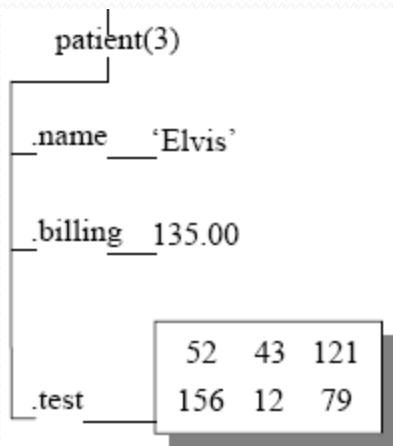 patient(3)
.name ‘Elvis’
.billing 135.00
52 43 121
.test 156 12 79